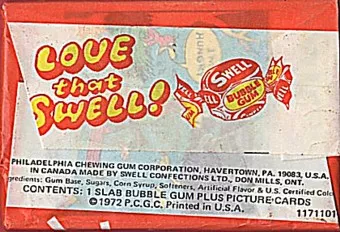 LOVE
that
SWELL!
SWELL
BUBBLE
GUM
PHILADELPHIA CHEWING GUM CORPORATION, HAVERTOWN, PA. 19083, U.S.A.
IN CANADA MADE BY SWELL CONFECTIONS LTD., DON MILLS, ONT.
gredients: Gum Base, Sugars, Corn Syrup, Softeners, Artificial Flavor & U.S. Certified Colo
CONTENTS: 1 SLAB BUBBLE GUM PLUS PICTURE CARDS
©1972 P.C.G.C. Printed in U.S.A.
1171101